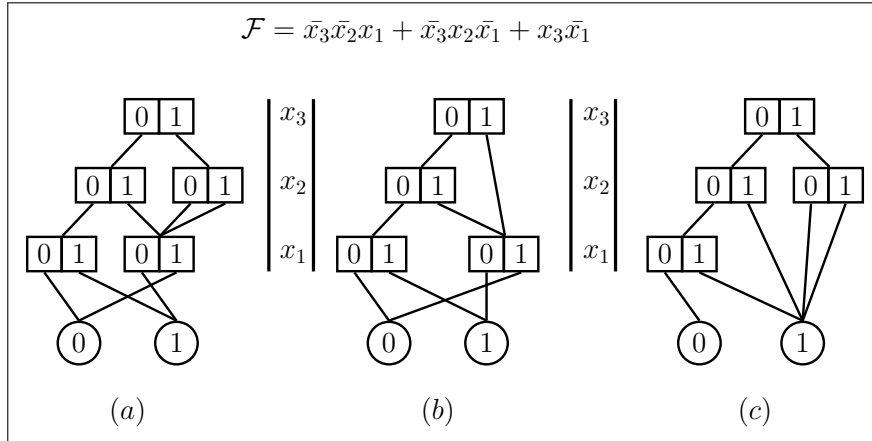 F = x̄₃x̄₂x₁ + x̄₃x₂x̄₁ + x₃x̄₁
0 1 x₃ 0 1 x₃ 0 1
0 1 0 1 x₂ 0 1 x₂ 0 1 0 1
0 1 0 1 x₁ 0 1 0 1 x₁ 0 1
0 1 0 1 0 1
(a) (b) (c)